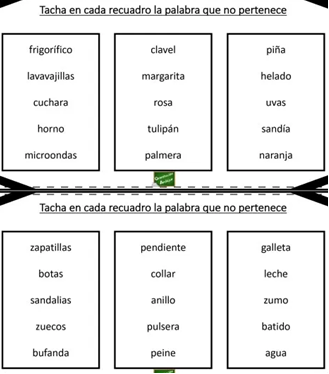 Tacha en cada recuadro la palabra que no pertenece
frigorífico
lavavajillas
cuchara
horno
microondas
clavel
margarita
rosa
tulipán
palmera
piña
helado
uvas
sandía
naranja
Tacha en cada recuadro la palabra que no pertenece
zapatillas
botas
sandalias
zuecos
bufanda
pendiente
collar
anillo
pulsera
peine
galleta
leche
zumo
batido
agua